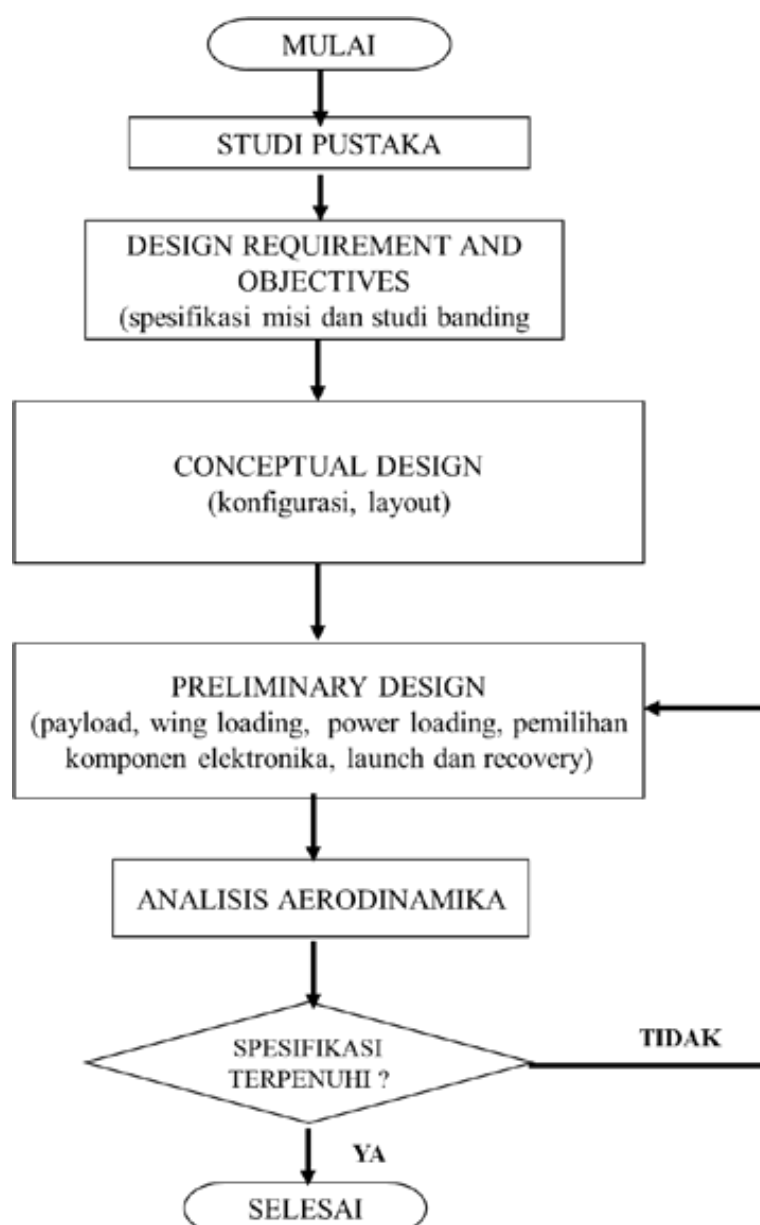 MULAI
STUDI PUSTAKA
DESIGN REQUIREMENT AND
OBJECTIVES
(spesifikasi misi dan studi banding
CONCEPTUAL DESIGN
(konfigurasi, layout)
PRELIMINARY DESIGN
(payload, wing loading, power loading, pemilihan
komponen elektronika, launch dan recovery)
ANALISIS AERODINAMIKA
SPESIFIKASI
TERPENUHI ?
TIDAK
YA
SELESAI